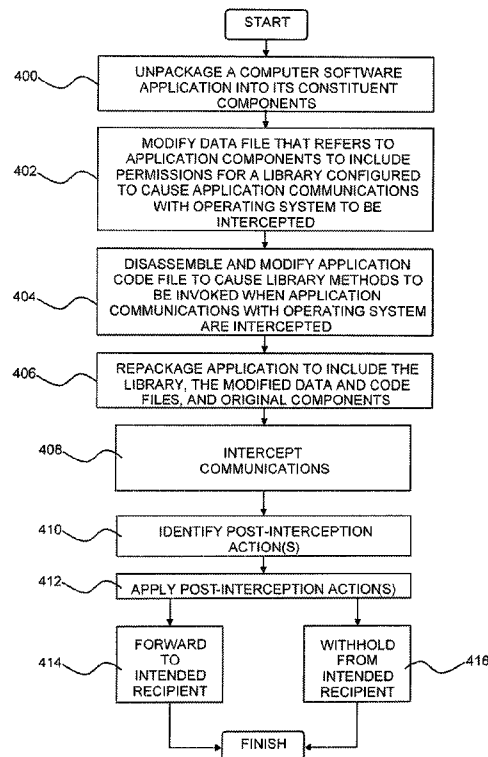 START
400
UNPACKAGE A COMPUTER SOFTWARE
APPLICATION INTO ITS CONSTITUENT
COMPONENTS
402
MODIFY DATA FILE THAT REFERS TO
APPLICATION COMPONENTS TO INCLUDE
PERMISSIONS FOR A LIBRARY CONFIGURED
TO CAUSE APPLICATION COMMUNICATIONS
WITH OPERATING SYSTEM TO BE
INTERCEPTED
404
DISASSEMBLE AND MODIFY APPLICATION
CODE FILE TO CAUSE LIBRARY METHODS TO
BE INVOKED WHEN APPLICATION
COMMUNICATIONS WITH OPERATING SYSTEM
ARE INTERCEPTED
406
REPACKAGE APPLICATION TO INCLUDE THE
LIBRARY, THE MODIFIED DATA AND CODE
FILES, AND ORIGINAL COMPONENTS
408
INTERCEPT
COMMUNICATIONS
410
IDENTIFY POST-INTERCEPTION
ACTION(S)
412
APPLY POST-INTERCEPTION ACTION(S)
414
FORWARD
TO
INTENDED
RECIPIENT
WITHHOLD
FROM
INTENDED
RECIPIENT
416
FINISH